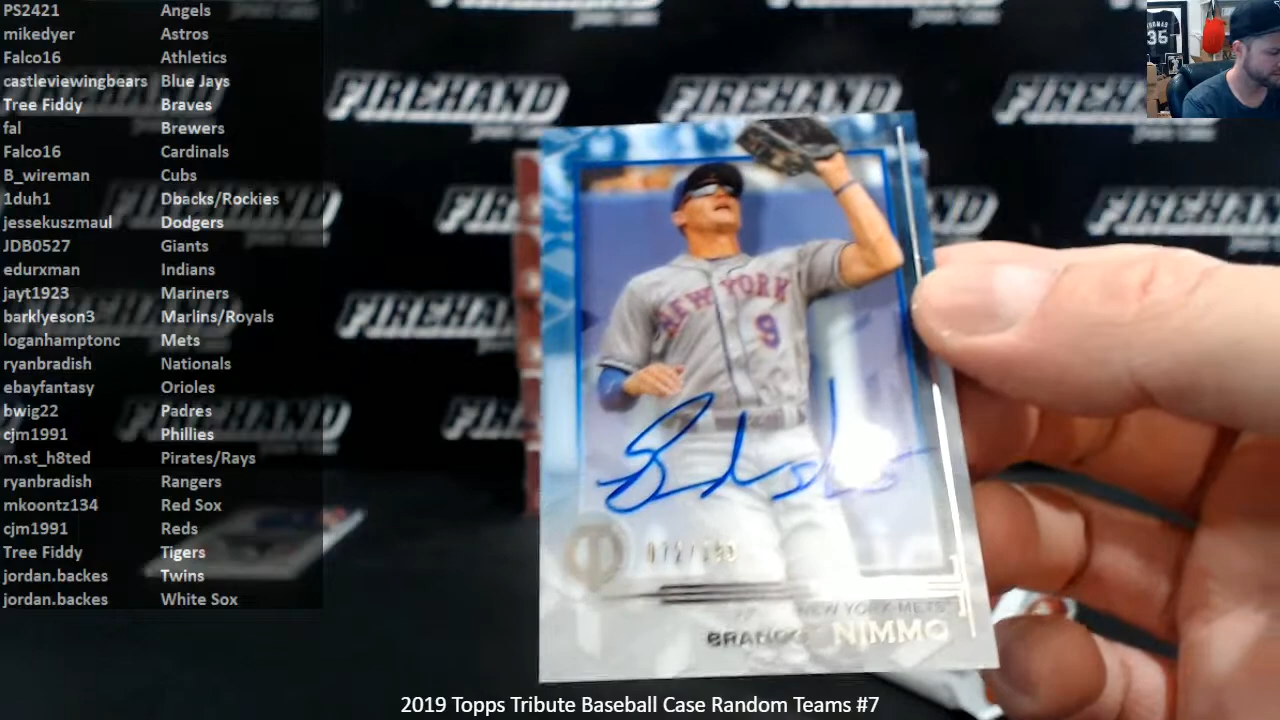 PS2421 Angels
mikedyer Astros
Falco16 Athletics
castleviewingbears Blue Jays
Tree Fiddy Braves
fal Brewers
Falco16 Cardinals
B_wireman Cubs
1duh1 Dbacks/Rockies
jessekuszmaul Dodgers
JDB0527 Giants
edurxman Indians
jayt1923 Mariners
barklyeson3 Marlins/Royals
loganhamptonc Mets
ryanbradish Nationals
ebayfantasy Orioles
bwig22 Padres
cjm1991 Phillies
m.st_h8ted Pirates/Rays
ryanbradish Rangers
mkoontz134 Red Sox
cjm1991 Reds
Tree Fiddy Tigers
jordan.backes Twins
jordan.backes White Sox
FIREHAND FIREHAND FIREHAND
35
NEW YORK
9
NEW YORK METS
NIMMO
2019 Topps Tribute Baseball Case Random Teams #7